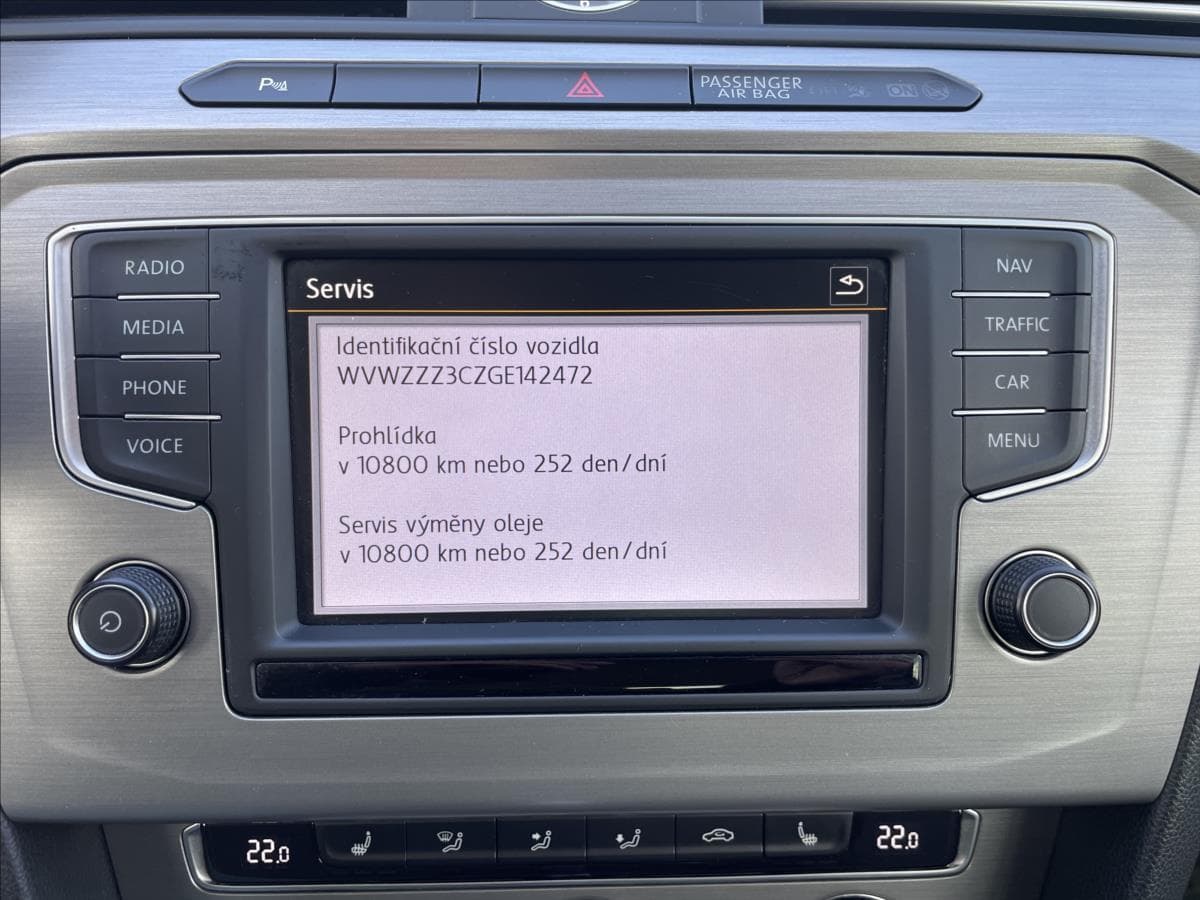 P
PASSENGER
AIR BAG
ON
RADIO
MEDIA
PHONE
VOICE
Servis
Identifikační číslo vozidla
WVWZZZ3CZGE142472
Prohlídka
v 10800 km nebo 252 den/dní
Servis výměny oleje
v 10800 km nebo 252 den/dní
NAV
TRAFFIC
CAR
MENU
22.0
22.0